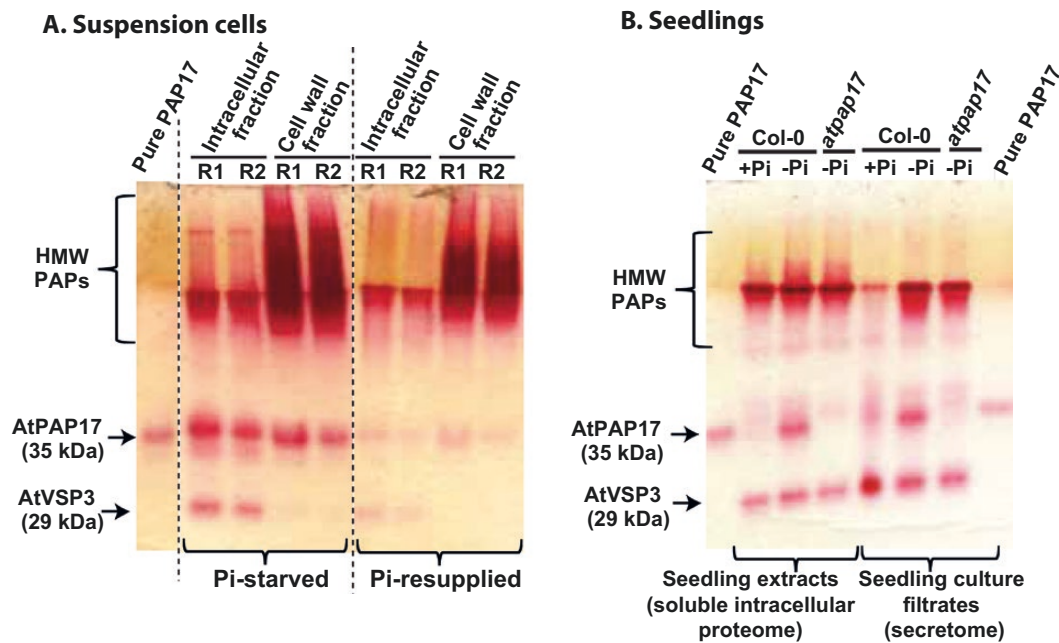 A. Suspension cells
Pure PAP17
Intracellular
fraction
Cell wall
fraction
Intracellular
fraction
Cell wall
fraction
R1 R2 R1 R2 R1 R2 R1 R2
HMW
PAPs
AtPAP17
(35 kDa)
AtVSP3
(29 kDa)
Pi-starved
Pi-resupplied
B. Seedlings
Pure PAP17
Col-0
atpap17
Col-0
atpap17
Pure PAP17
+Pi -Pi -Pi +Pi -Pi -Pi
HMW
PAPs
AtPAP17
(35 kDa)
AtVSP3
(29 kDa)
Seedling extracts
(soluble intracellular
proteome)
Seedling culture
filtrates
(secretome)